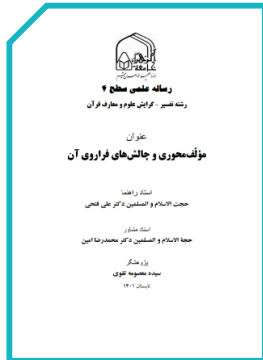 رساله علمی سطح ۴
رشته تفسیر - گرایش علوم و معارف قرآن
عنوان
مؤلّف‌محوری و چالش‌های فراروی آن
استاد راهنما
حجت الاسلام و المسلمین دکتر علی فتحی
استاد مشاور
حجة الاسلام و المسلمین دکتر محمدرضا امین
پژوهشگر
سیده معصومه تقوی
تابستان ۱۴۰۱